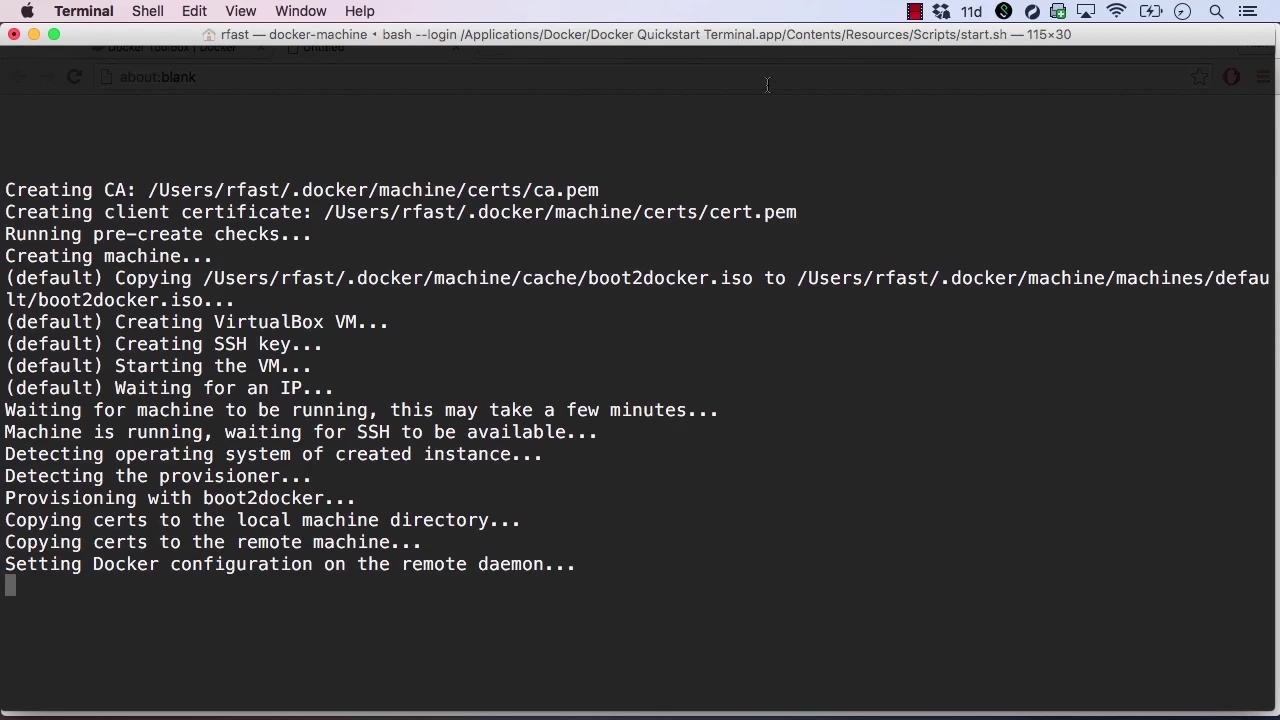 Terminal Shell Edit View Window Help 11d
rfast — docker-machine • bash --login /Applications/Docker/Docker Quickstart Terminal.app/Contents/Resources/Scripts/start.sh — 115×30
Docker Toolbox | Docker Untitled
about:blank
Creating CA: /Users/rfast/.docker/machine/certs/ca.pem
Creating client certificate: /Users/rfast/.docker/machine/certs/cert.pem
Running pre-create checks...
Creating machine...
(default) Copying /Users/rfast/.docker/machine/cache/boot2docker.iso to /Users/rfast/.docker/machine/machines/defau
lt/boot2docker.iso...
(default) Creating VirtualBox VM...
(default) Creating SSH key...
(default) Starting the VM...
(default) Waiting for an IP...
Waiting for machine to be running, this may take a few minutes...
Machine is running, waiting for SSH to be available...
Detecting operating system of created instance...
Detecting the provisioner...
Provisioning with boot2docker...
Copying certs to the local machine directory...
Copying certs to the remote machine...
Setting Docker configuration on the remote daemon...